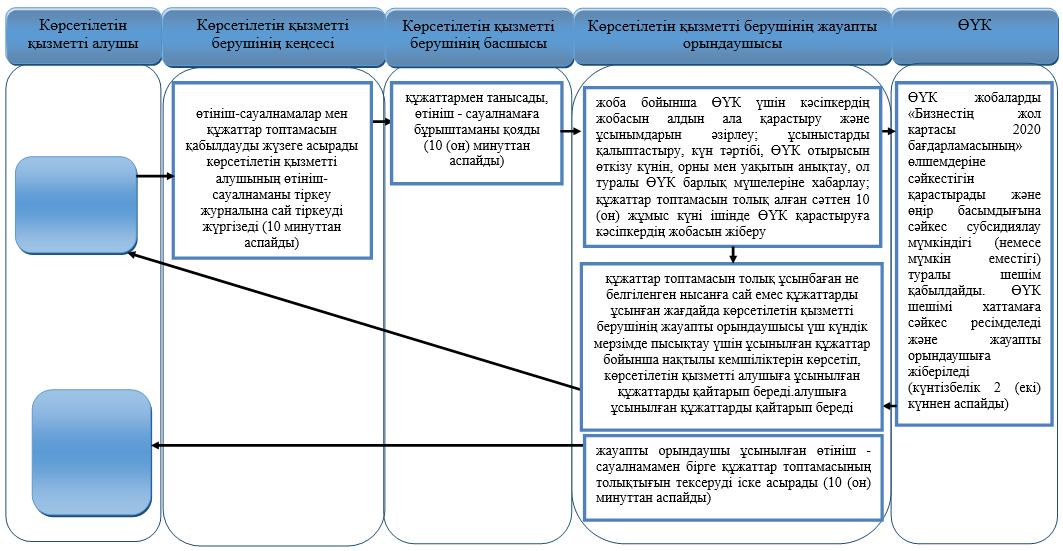 Көрсетілетін
қызметті алушы
Көрсетілетін қызметті
берушінің кеңсесі
Көрсетілетін қызметті
берушінің басшысы
Көрсетілетін қызметті берушінің жауапты
орындаушысы
ӨҮК
өтініш-сауалнамалар мен
құжаттар топтамасын
қабылдауды жүзеге асырады
көрсетілетін қызметті
алушының өтініш-
сауалнаманы тіркеу
журналына сай тіркеуді
жүргізеді (10 минуттан
аспайды)
құжаттармен танысады,
өтініш - сауалнамаға
бұрыштаманы қояды
(10 (он) минуттан
аспайды)
жоба бойынша ӨҮК үшін кәсіпкердің
жобасын алдын ала қарастыру және
ұсынымдарын әзірлеу; ұсыныстарды
қалыптастыру, күн тәртібі, ӨҮК отырысын
өткізу күнін, орны мен уақытын анықтау, ол
туралы ӨҮК барлық мүшелеріне хабарлау;
құжаттар топтамасын толық алған сәттен 10
(он) жұмыс күні ішінде ӨҮК қарастыруға
кәсіпкердің жобасын жіберу
құжаттар топтамасын толық ұсынбаған не
белгіленген нысанға сай емес құжаттарды
ұсынған жағдайда көрсетілетін қызметті
берушінің жауапты орындаушысы үш күндік
мерзімде пысықтау үшін ұсынылған құжаттар
бойынша нақтылы кемшіліктерін көрсетіп,
көрсетілетін қызметті алушыға ұсынылған
құжаттарды қайтарып береді.алушыға
ұсынылған құжаттарды қайтарып береді
жауапты орындаушы ұсынылған өтініш -
сауалнамамен бірге құжаттар топтамасының
толықтығын тексеруді іске асырады (10 (он)
минуттан аспайды)
ӨҮК жобаларды
«Бизнестің жол
картасы 2020
бағдарламасының»
өлшемдеріне
сәйкестігін
қарастырады және
өңір басымдығына
сәйкес субсидиялау
мүмкіндігі (немесе
мүмкін еместігі)
туралы шешім
қабылдайды. ӨҮК
шешімі хаттамаға
сәйкес ресімделеді
және жауапты
орындаушыға
жіберіледі
(күнтізбелік 2 (екі)
күннен аспайды)